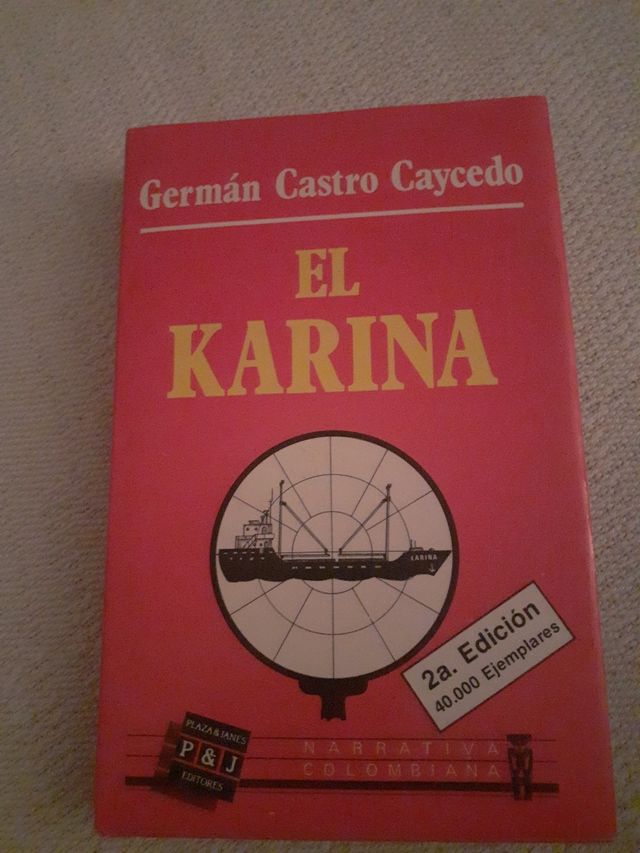 Germán Castro Caycedo
EL
KARINA
KARINA
2a. Edición
40.000 Ejemplares
PLAZA & JANES
P & J
EDITORES
NARRATIVA
COLOMBIANA